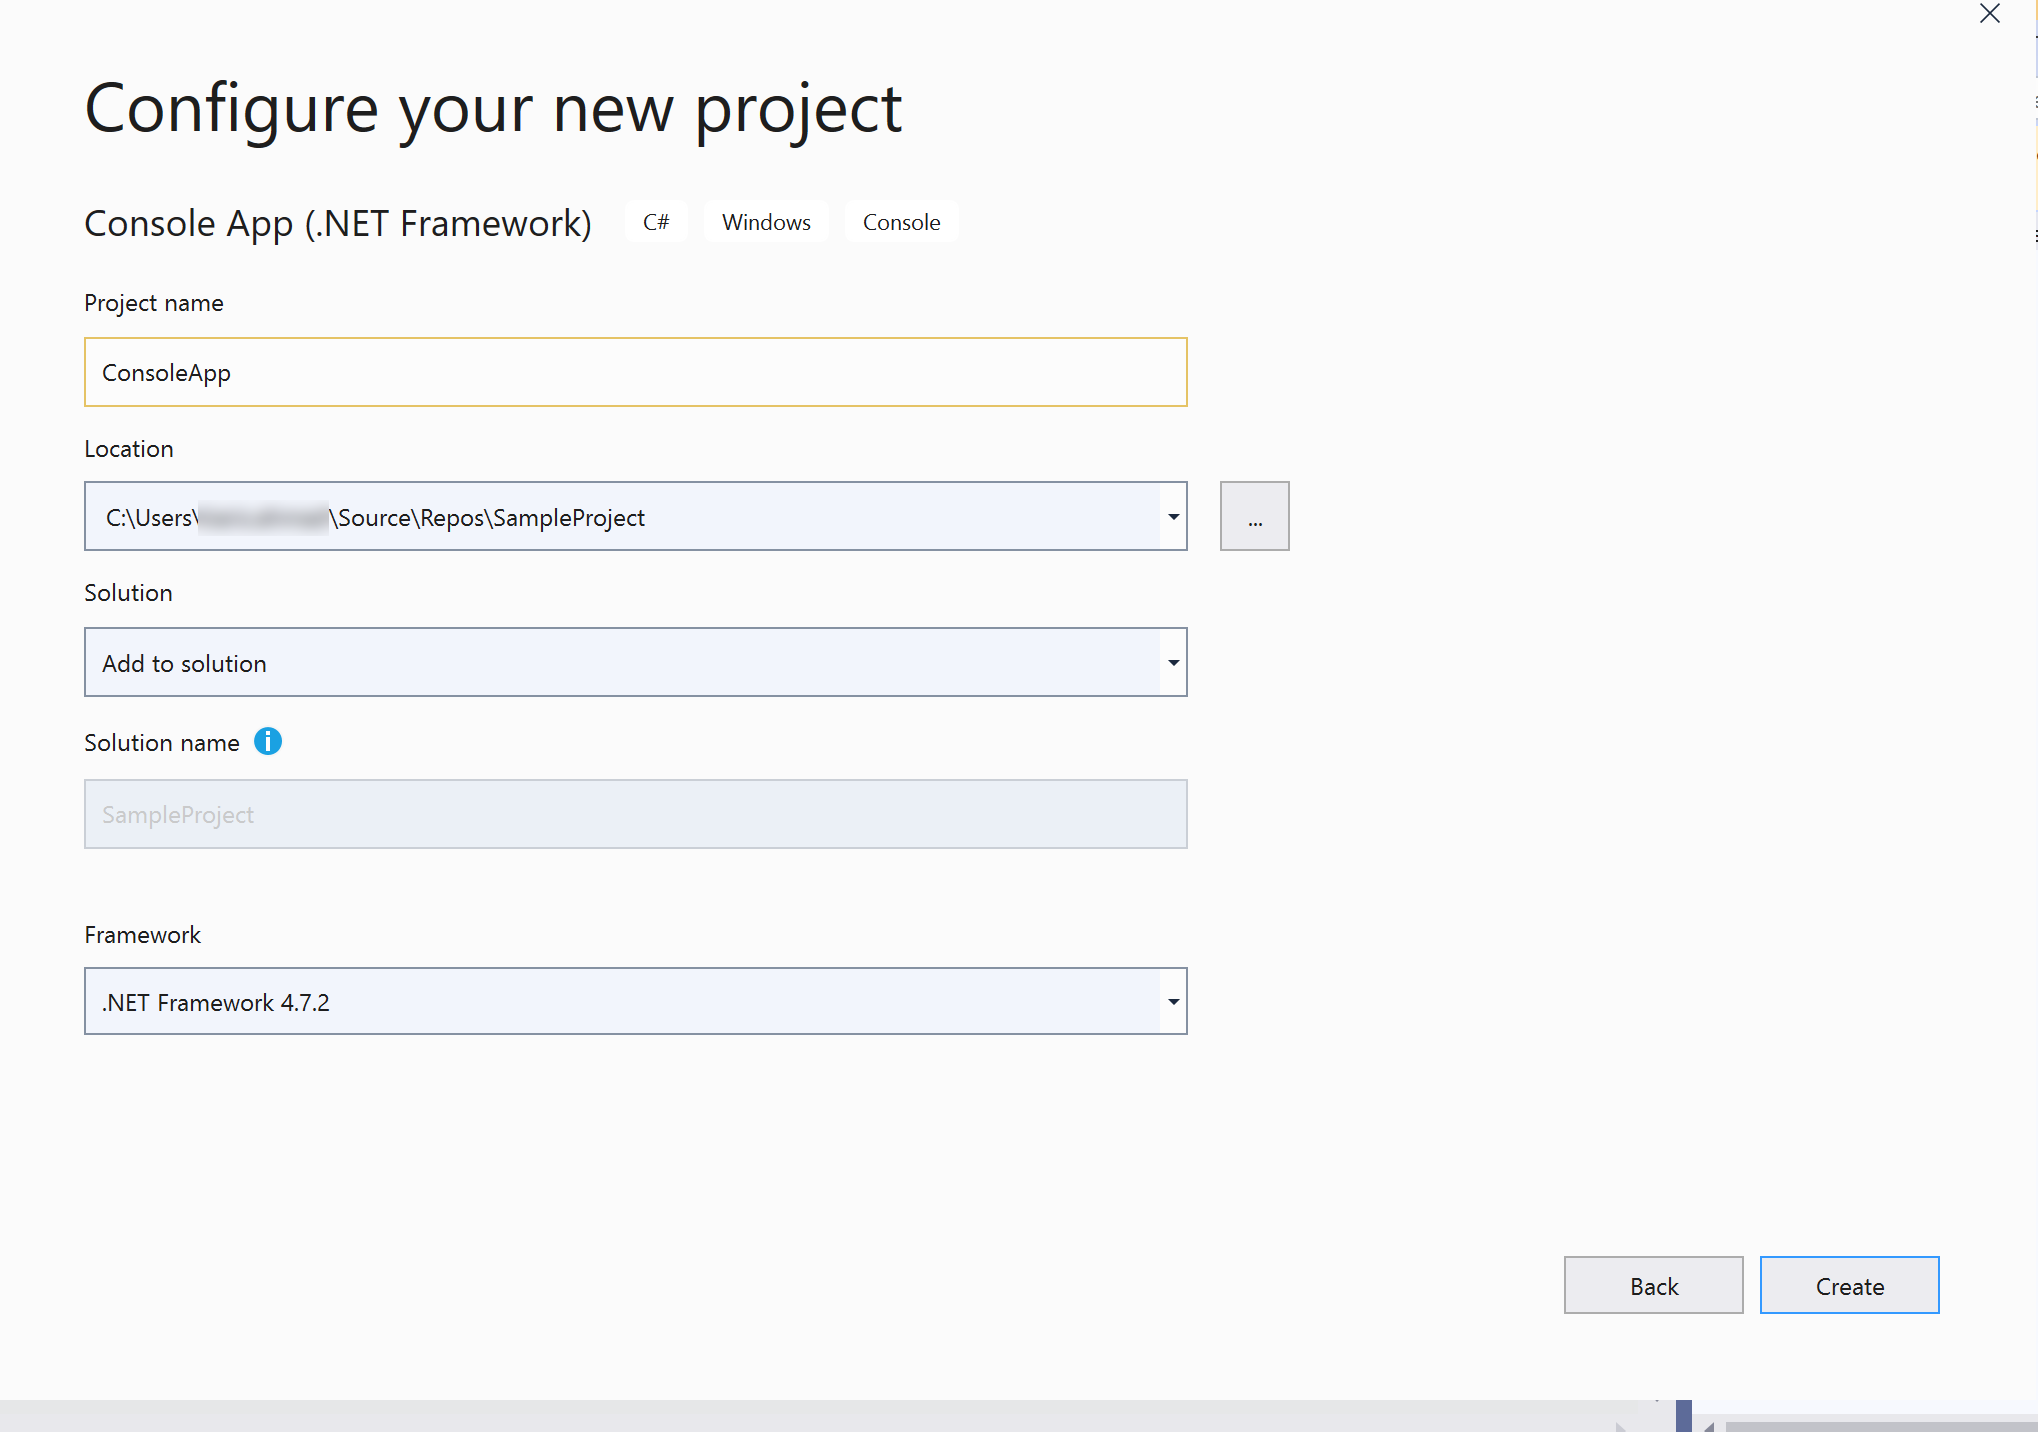 Configure your new project
Console App (.NET Framework) C# Windows Console
Project name
ConsoleApp
Location
C:\Users\ \Source\Repos\SampleProject
...
Solution
Add to solution
Solution name
SampleProject
Framework
.NET Framework 4.7.2
Back Create